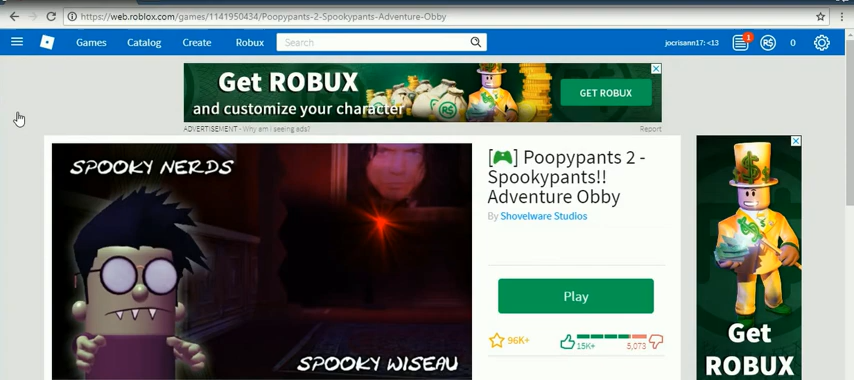 https://web.roblox.com/games/1141950434/Poopypants-2-Spookypants-Adventure-Obby
Games
Catalog
Create
Robux
Search
jocrisann17: <13
1
R$
0
Get ROBUX
and customize your character
GET ROBUX
ADVERTISEMENT - Why am I seeing ads?
Report
SPOOKY NERDS
SPOOKY WISEAU
[🎮] Poopypants 2 -
Spookypants!!
Adventure Obby
By Shovelware Studios
Play
96K+
15K+
5,073
Get
ROBUX